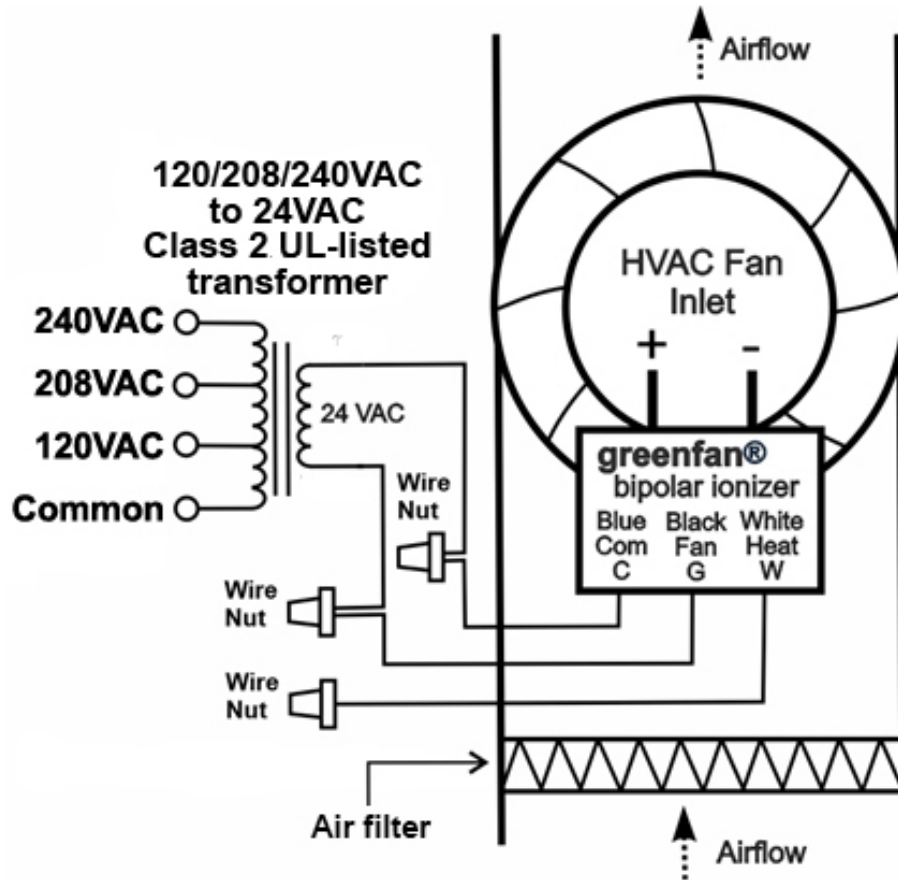 Airflow
120/208/240VAC
to 24VAC
Class 2 UL-listed
transformer
HVAC Fan
Inlet
+ -
240VAC
208VAC
120VAC
Common
24 VAC
Wire
Nut
greenfan®
bipolar ionizer
Blue Black White
Com Fan Heat
C G W
Wire
Nut
Wire
Nut
Air filter
Airflow